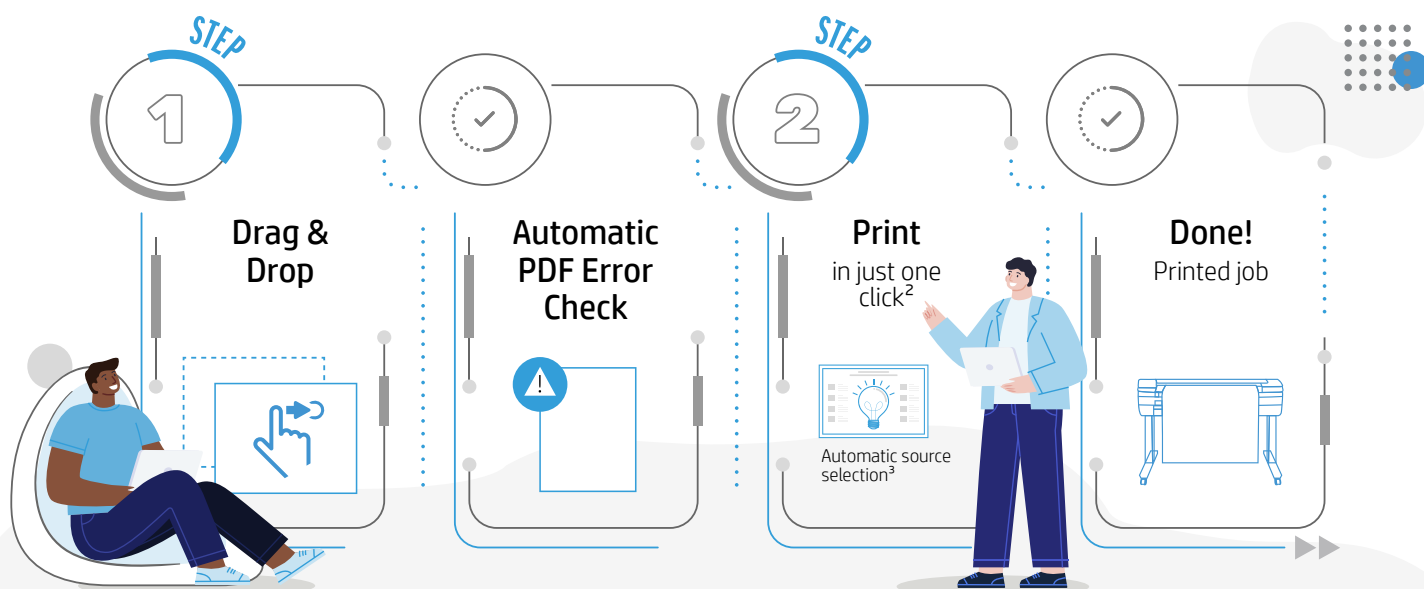 STEP
1
Drag &
Drop
Automatic
PDF Error
Check
STEP
2
Print
in just one
click²
Automatic source
selection³
Done!
Printed job